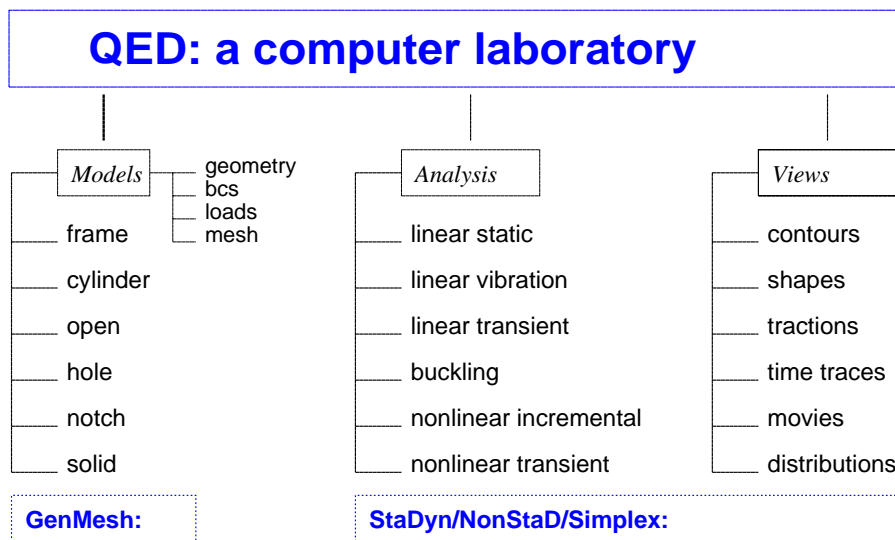 QED: a computer laboratory
Models
geometry
bcs
loads
mesh
frame
cylinder
open
hole
notch
solid
Analysis
linear static
linear vibration
linear transient
buckling
nonlinear incremental
nonlinear transient
Views
contours
shapes
tractions
time traces
movies
distributions
GenMesh:
StaDyn/NonStaD/Simplex: